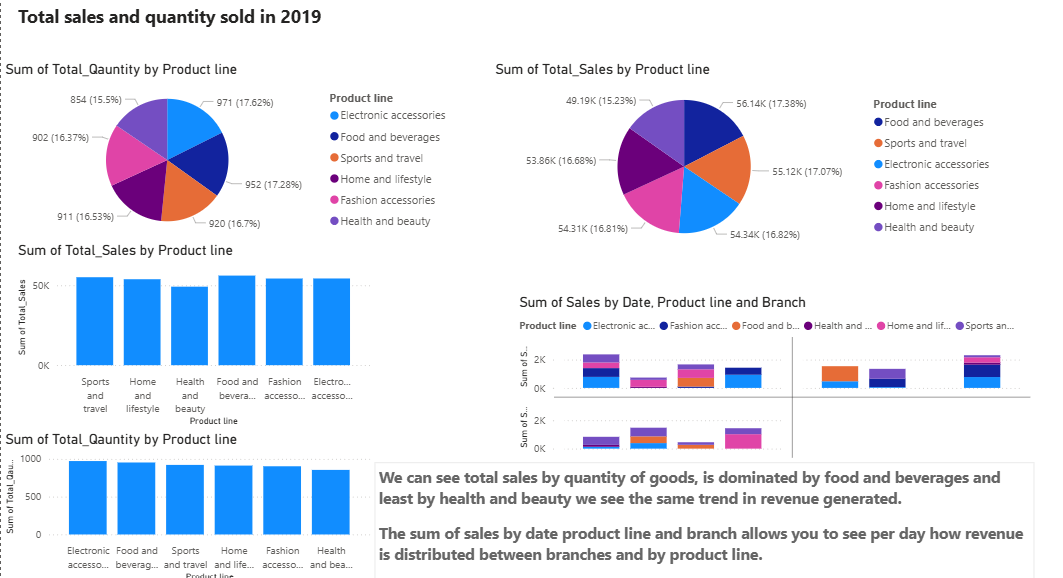 Total sales and quantity sold in 2019
Sum of Total_Qauntity by Product line
854 (15.5%)
971 (17.62%)
902 (16.37%)
952 (17.28%)
911 (16.53%)
920 (16.7%)
Product line
Electronic accessories
Food and beverages
Sports and travel
Home and lifestyle
Fashion accessories
Health and beauty
Sum of Total_Sales by Product line
49.19K (15.23%)
56.14K (17.38%)
53.86K (16.68%)
55.12K (17.07%)
54.31K (16.81%)
54.34K (16.82%)
Product line
Food and beverages
Sports and travel
Electronic accessories
Fashion accessories
Home and lifestyle
Health and beauty
Sum of Total_Sales by Product line
Sum of Total_Sales
50K
0K
Sports and travel
Home and lifestyle
Health and beauty
Food and bevera...
Fashion accesso...
Electro... accesso...
Product line
Sum of Sales by Date, Product line and Branch
Product line Electronic ac... Fashion acc... Food and b... Health and ... Home and lif... Sports an...
Sum of S...
2K
0K
Sum of S...
2K
0K
Sum of Total_Qauntity by Product line
Sum of Total_Qau...
1000
500
0
Electronic accesso...
Food and beverag...
Sports and travel
Home and life...
Fashion accesso...
Health and bea...
Product line
We can see total sales by quantity of goods, is dominated by food and beverages and
least by health and beauty we see the same trend in revenue generated.
The sum of sales by date product line and branch allows you to see per day how revenue
is distributed between branches and by product line.